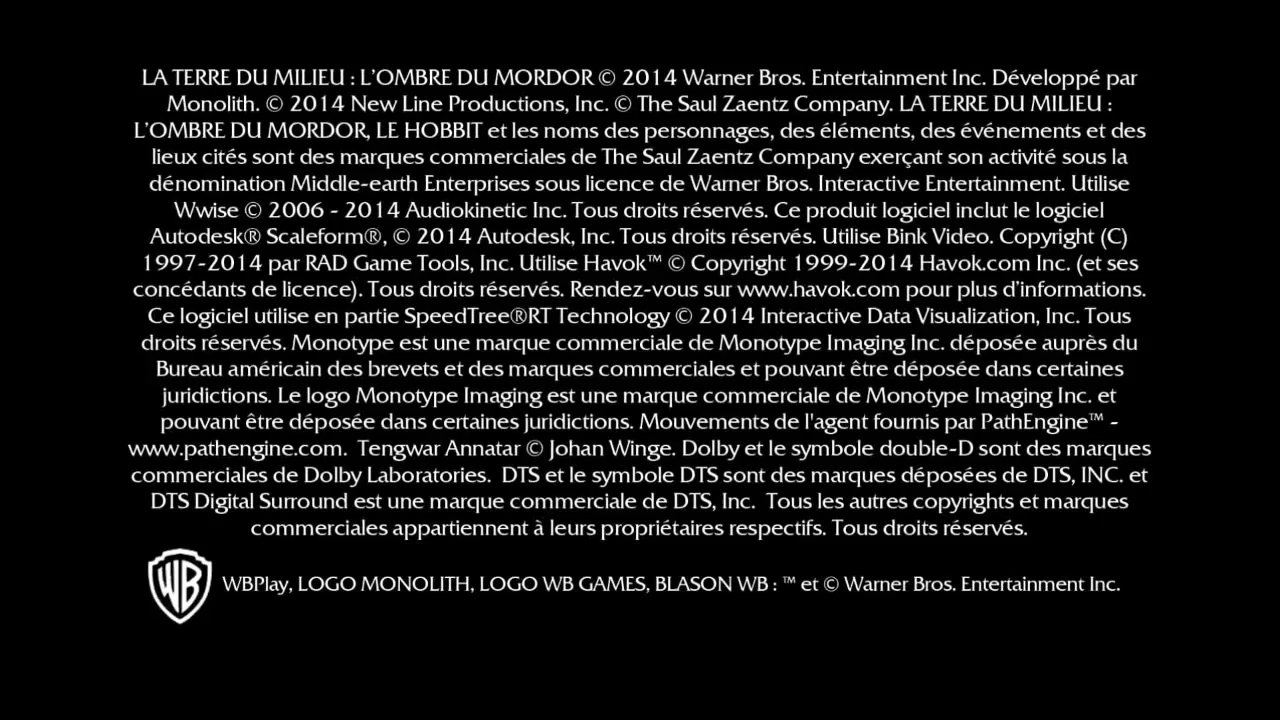 LA TERRE DU MILIEU : L’OMBRE DU MORDOR © 2014 Warner Bros. Entertainment Inc. Développé par
Monolith. © 2014 New Line Productions, Inc. © The Saul Zaentz Company. LA TERRE DU MILIEU :
L’OMBRE DU MORDOR, LE HOBBIT et les noms des personnages, des éléments, des événements et des
lieux cités sont des marques commerciales de The Saul Zaentz Company exerçant son activité sous la
dénomination Middle-earth Enterprises sous licence de Warner Bros. Interactive Entertainment. Utilise
Wwise © 2006 - 2014 Audiokinetic Inc. Tous droits réservés. Ce produit logiciel inclut le logiciel
Autodesk® Scaleform®, © 2014 Autodesk, Inc. Tous droits réservés. Utilise Bink Video. Copyright (C)
1997-2014 par RAD Game Tools, Inc. Utilise Havok™ © Copyright 1999-2014 Havok.com Inc. (et ses
concédants de licence). Tous droits réservés. Rendez-vous sur www.havok.com pour plus d’informations.
Ce logiciel utilise en partie SpeedTree®RT Technology © 2014 Interactive Data Visualization, Inc. Tous
droits réservés. Monotype est une marque commerciale de Monotype Imaging Inc. déposée auprès du
Bureau américain des brevets et des marques commerciales et pouvant être déposée dans certaines
juridictions. Le logo Monotype Imaging est une marque commerciale de Monotype Imaging Inc. et
pouvant être déposée dans certaines juridictions. Mouvements de l'agent fournis par PathEngine™ -
www.pathengine.com.  Tengwar Annatar © Johan Winge. Dolby et le symbole double-D sont des marques
commerciales de Dolby Laboratories.  DTS et le symbole DTS sont des marques déposées de DTS, INC. et
DTS Digital Surround est une marque commerciale de DTS, Inc.  Tous les autres copyrights et marques
commerciales appartiennent à leurs propriétaires respectifs. Tous droits réservés.
WB WBPlay, LOGO MONOLITH, LOGO WB GAMES, BLASON WB : ™ et © Warner Bros. Entertainment Inc.